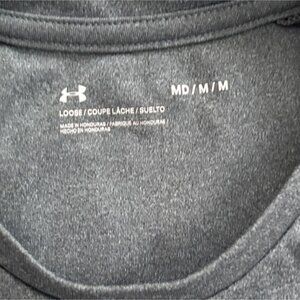 MD / M / M
LOOSE / COUPE LÂCHE / SUELTO
MADE IN HONDURAS / FABRIQUÉ AU HONDURAS
HECHO EN HONDURAS